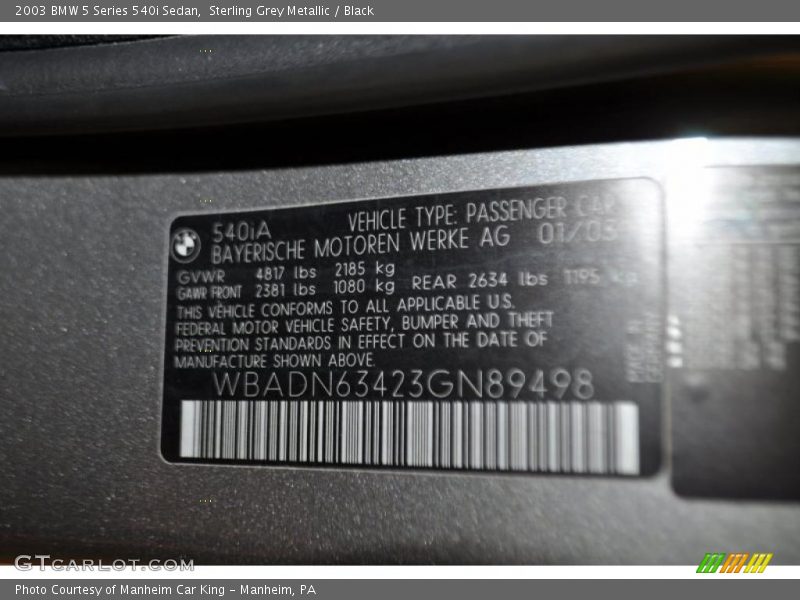 2003 BMW 5 Series 540i Sedan, Sterling Grey Metallic / Black
540iA VEHICLE TYPE: PASSENGER CAR
BAYERISCHE MOTOREN WERKE AG 01/03
GVWR 4817 lbs 2185 kg
GAWR FRONT 2381 lbs 1080 kg REAR 2634 lbs 1195 kg
THIS VEHICLE CONFORMS TO ALL APPLICABLE U.S.
FEDERAL MOTOR VEHICLE SAFETY, BUMPER AND THEFT
PREVENTION STANDARDS IN EFFECT ON THE DATE OF
MANUFACTURE SHOWN ABOVE.
WBADN63423GN89498
GTCARLOT.COM
Photo Courtesy of Manheim Car King - Manheim, PA